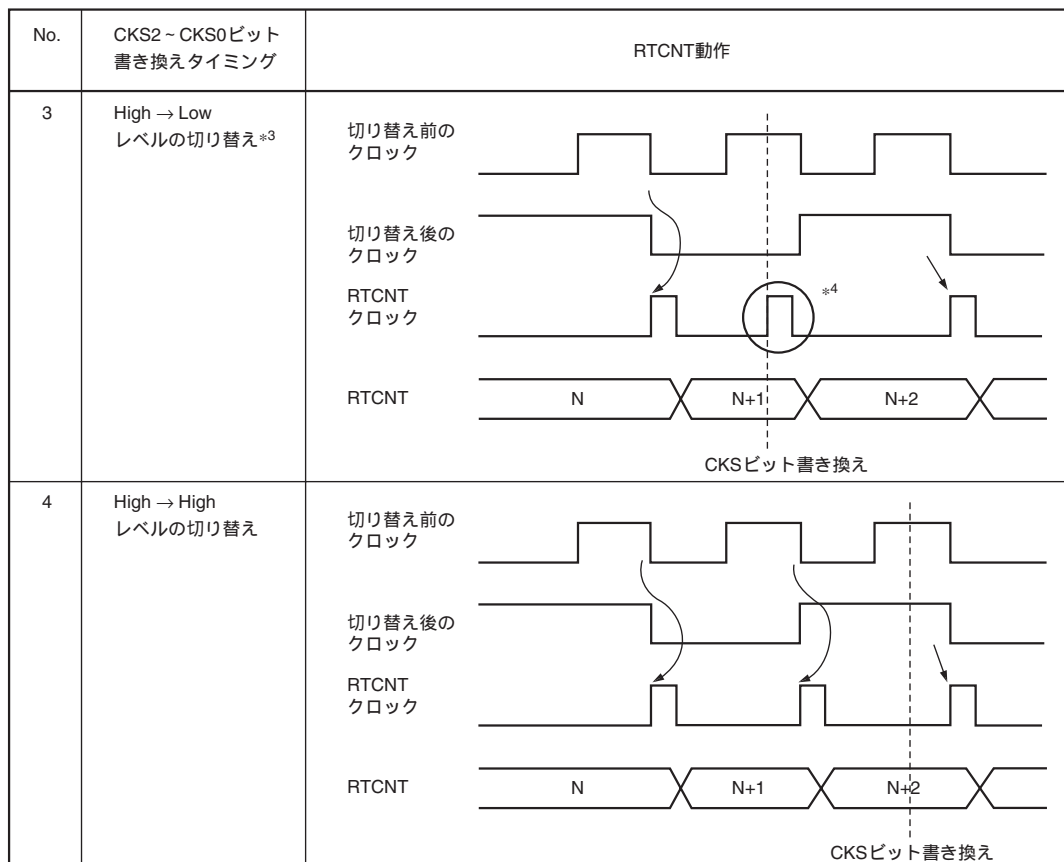 No.
CKS2~CKS0ビット
書き換えタイミング
RTCNT動作
3
High → Low
レベルの切り替え*3
切り替え前の
クロック
切り替え後の
クロック
RTCNT
クロック
*4
RTCNT
N
N+1
N+2
CKSビット書き換え
4
High → High
レベルの切り替え
切り替え前の
クロック
切り替え後の
クロック
RTCNT
クロック
RTCNT
N
N+1
N+2
CKSビット書き換え